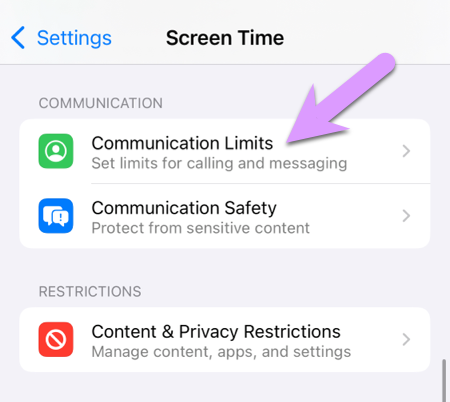 Settings
Screen Time
COMMUNICATION
Communication Limits
Set limits for calling and messaging
Communication Safety
Protect from sensitive content
RESTRICTIONS
Content & Privacy Restrictions
Manage content, apps, and settings